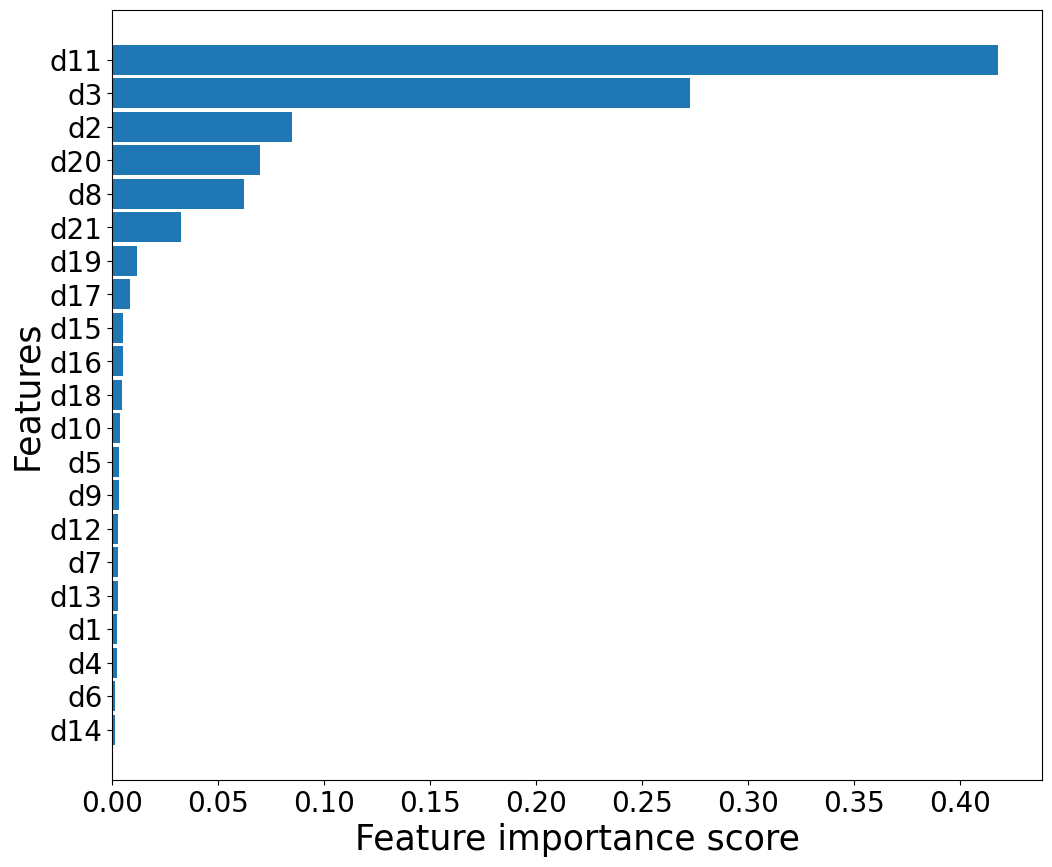 d11
d3
d2
d20
d8
d21
d19
d17
d15
d16
d18
d10
d5
d9
d12
d7
d13
d1
d4
d6
d14
Features
0.00 0.05 0.10 0.15 0.20 0.25 0.30 0.35 0.40
Feature importance score